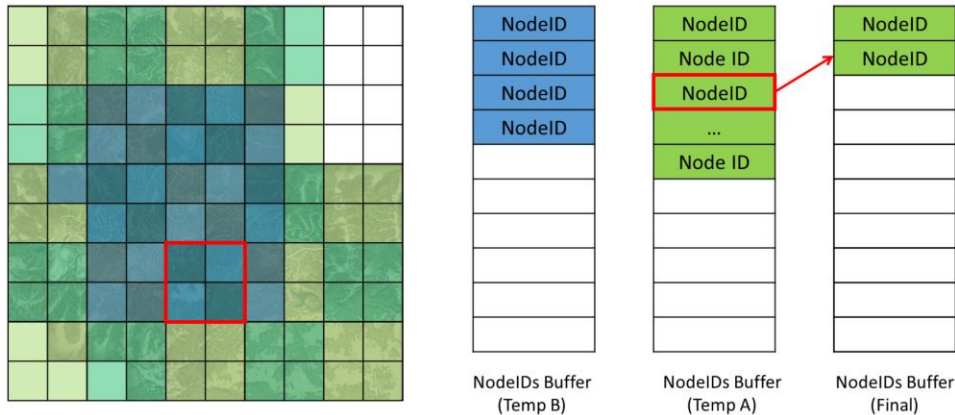 NodeID
NodeID
NodeID
NodeID
NodeIDs Buffer
(Temp B)
NodeID
Node ID
NodeID
...
Node ID
NodeIDs Buffer
(Temp A)
NodeID
NodeID
NodeIDs Buffer
(Final)